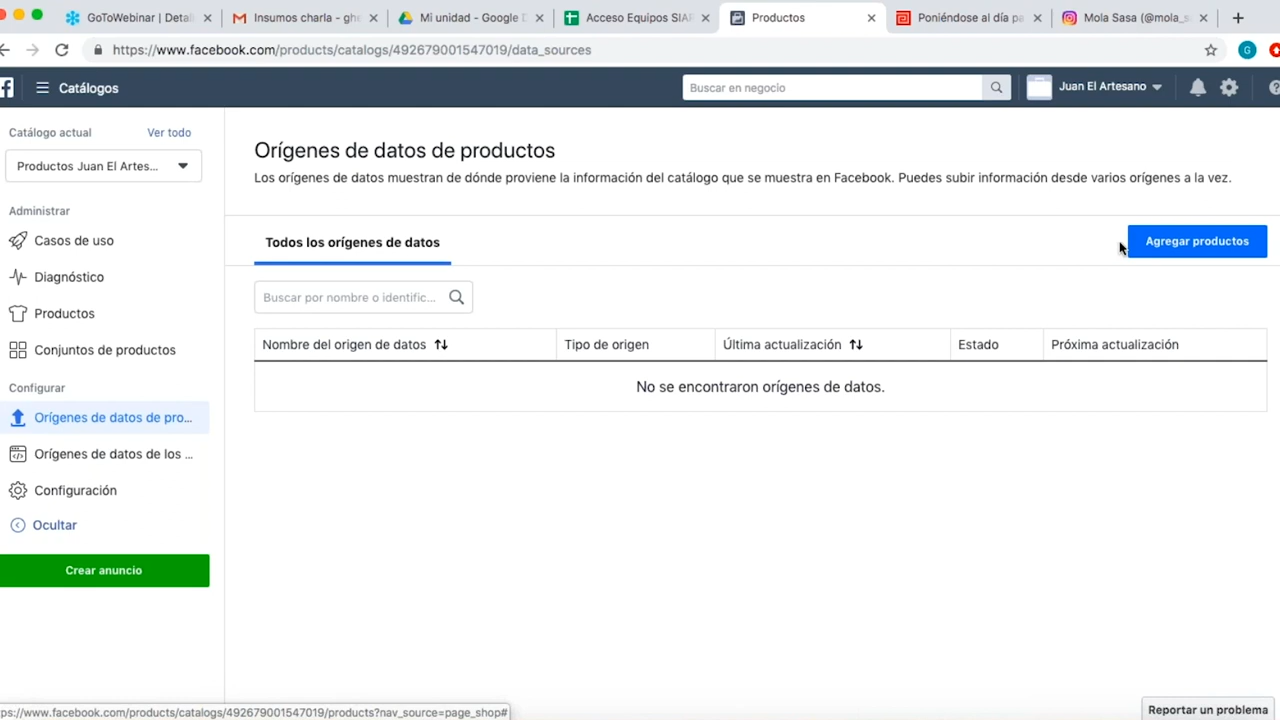 GoToWebinar | Detal
Insumos charla - ghe
Mi unidad - Google D
Acceso Equipos SIAR
Productos
Poniéndose al día pa
Mola Sasa (@mola_s
https://www.facebook.com/products/catalogs/492679001547019/data_sources
G
Catálogos
Buscar en negocio
Juan El Artesano
Catálogo actual
Ver todo
Productos Juan El Artes...
Administrar
Casos de uso
Diagnóstico
Productos
Conjuntos de productos
Configurar
Orígenes de datos de pro...
Orígenes de datos de los ...
Configuración
Ocultar
Crear anuncio
Orígenes de datos de productos
Los orígenes de datos muestran de dónde proviene la información del catálogo que se muestra en Facebook. Puedes subir información desde varios orígenes a la vez.
Todos los orígenes de datos
Agregar productos
Buscar por nombre o identific...
Nombre del origen de datos
Tipo de origen
Última actualización
Estado
Próxima actualización
No se encontraron orígenes de datos.
ps://www.facebook.com/products/catalogs/492679001547019/products?nav_source=page_shop#
Reportar un problema